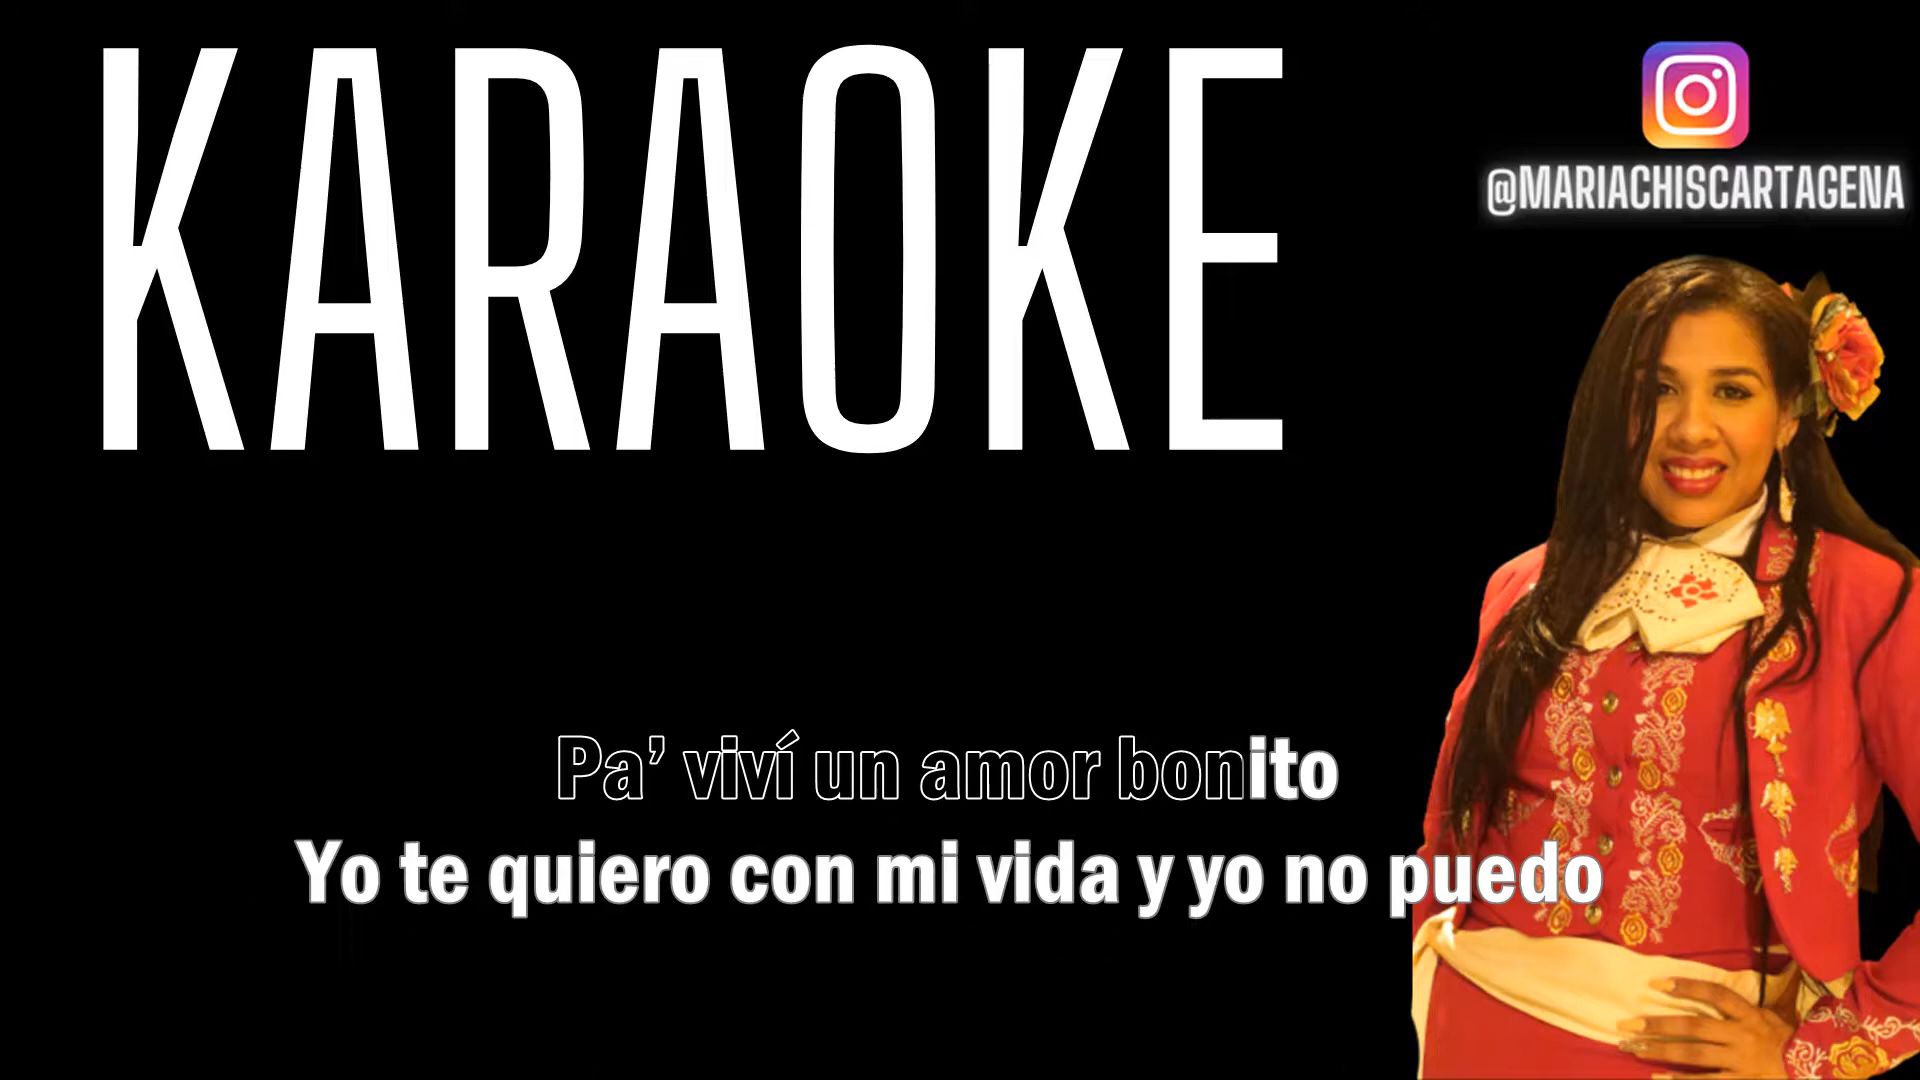 KARAOKE
@MARIACHISCARTAGENA
Pa’ viví un amor bonito
Yo te quiero con mi vida y yo no puedo